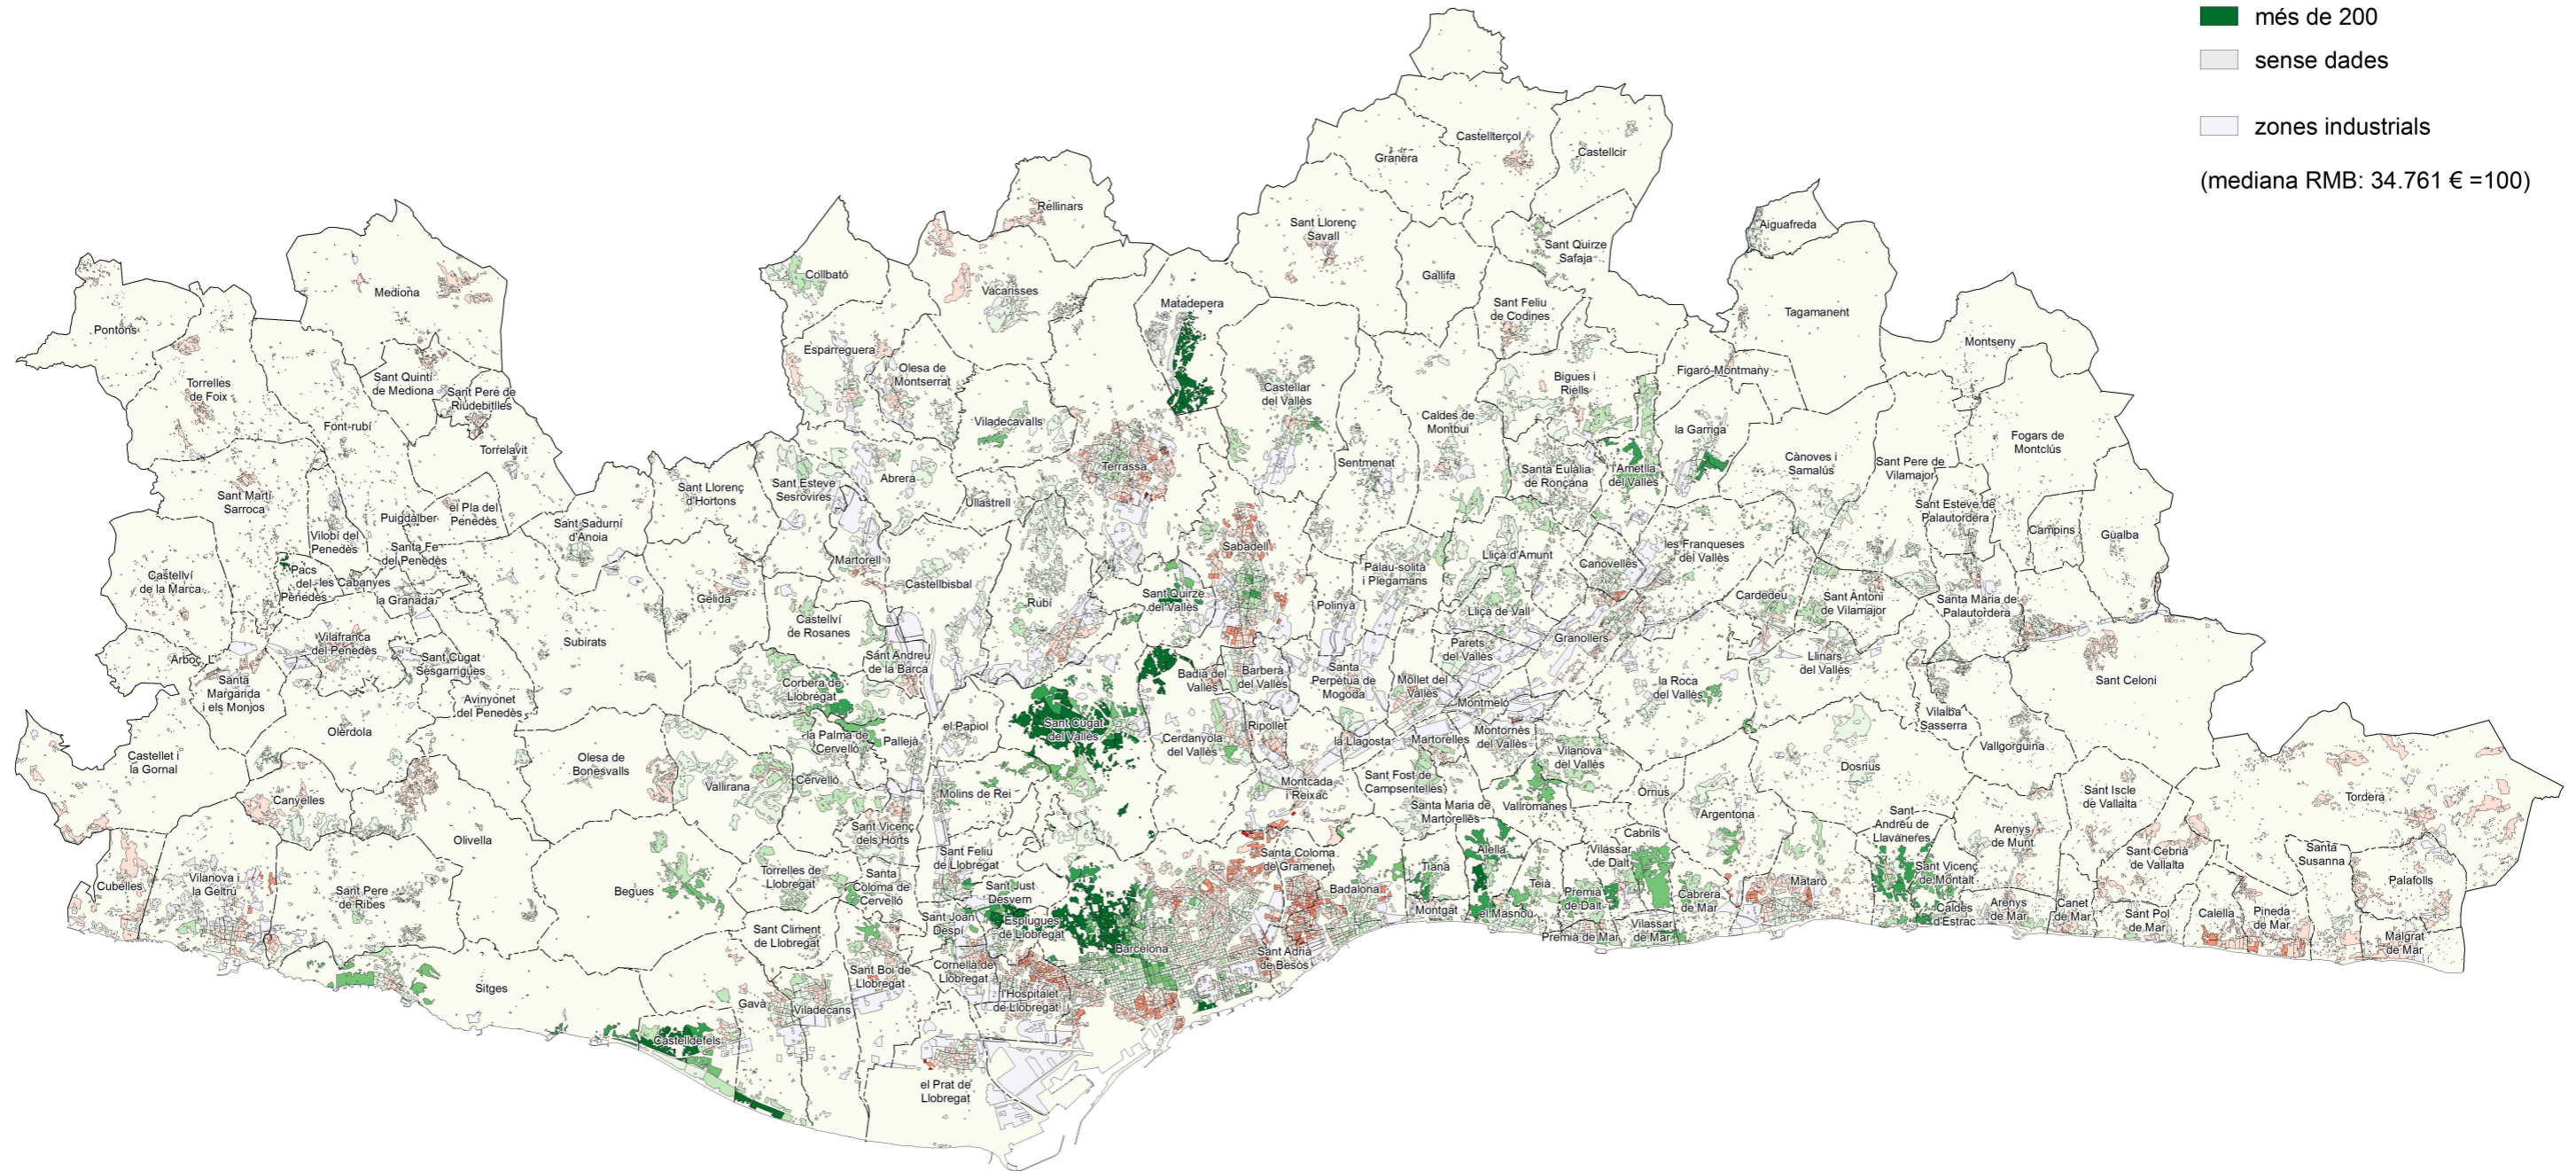 més de 200
sense dades
zones industrials
(mediana RMB: 34.761 € =100)
Castellterçol
Granera
Castellcir
Rellinars
Sant Llorenç
Savall
Aiguafreda
Sant Quirze
Safaja
Collbató
Gallifa
Mediona
Vacarisses
Matadepera
Sant Feliu
de Codines
Tagamanent
Pontons
Montseny
Esparreguera
Olesa de
Montserrat
Torrelles
de Foix
Sant Quintí
de Mediona
Sant Pere de
Riudebitlles
Castellar
del Vallès
Bigues i
Riells
Figaró-Montmany
Font-rubí
Viladecavalls
Caldes de
Montbui
la Garriga
Fogars de
Montclús
Torrelavit
Terrassa
Sentmenat
Santa Eulàlia
de Ronçana
l'Ametlla
del Vallès
Cànoves i
Samalús
Sant Pere de
Vilamajor
Sant Martí
Sarroca
Sant Llorenç
d'Hortons
Sant Esteve
Sesrovires
Abrera
Ullastrell
Puigdàlber
el Pla del
Penedès
Sant Sadurní
d'Anoia
Sant Esteve de
Palautordera
Campins
Gualba
Vilobí del
Penedès
Santa Fe
del Penedès
Martorell
Sabadell
Lliçà d'Amunt
les Franqueses
del Vallès
Castellví
de la Marca
Pacs
del
Penedès
les Cabanyes
la Granada
Gelida
Castellbisbal
Rubí
Sant Quirze
del Vallès
Polinyà
Palau-solità
i Plegamans
Canovelles
Lliçà de Vall
Cardedeu
Sant Antoni
de Vilamajor
Santa Maria de
Palautordera
Castellví
de Rosanes
Subirats
Vilafranca
del Penedès
Sant Cugat
Sesgarrigues
Arboç, L'
Santa
Margarida
i els Monjos
Avinyonet
del Penedès
Sant Andreu
de la Barca
Corbera de
Llobregat
Badia del
Vallès
Barberà
del Vallès
Santa
Perpètua de
Mogoda
Parets
del Vallès
Granollers
Mollet del
Vallès
Montmeló
la Roca
del Vallès
Llinars
del Vallès
Sant Celoni
Olèrdola
la Palma de
Cervelló
Pallejà
el Papiol
Sant Cugat
del Vallès
Cerdanyola
del Vallès
Ripollet
la Llagosta
Martorelles
Montornès
del Vallès
Vilanova
del Vallès
Vilalba
Sasserra
Vallgorguina
Castellet i
la Gornal
Olesa de
Bonesvalls
Vallirana
Cervelló
Molins de Rei
Montcada
i Reixac
Sant Fost de
Campsentelles
Santa Maria de
Martorelles
Vallromanes
Òrrius
Dosrius
Canyelles
Argentona
Sant Iscle
de Vallalta
Tordera
Olivella
Sant Vicenç
dels Horts
Sant Feliu
de Llobregat
Santa Coloma
de Gramenet
Alella
Cabrils
Sant
Andreu de
Llavaneres
Arenys
de Munt
Sant Cebrià
de Vallalta
Santa
Susanna
Cubelles
Vilanova i
la Geltrú
Sant Pere
de Ribes
Begues
Torrelles de
Llobregat
Santa
Coloma de
Cervelló
Sant Just
Desvern
Badalona
Tiana
Teià
Vilassar
de Dalt
Premià
de Dalt
Cabrera
de Mar
Mataró
Sant Vicenç
de Montalt
Palafolls
Sant Climent
de Llobregat
Sant Joan
Despí
Esplugues
de Llobregat
Barcelona
Sant Adrià
de Besòs
Montgat
el Masnou
Premià de Mar
Vilassar
de Mar
Caldes
d'Estrac
Arenys
de Mar
Canet
de Mar
Sant Pol
de Mar
Calella
Pineda
de Mar
Malgrat
de Mar
Sitges
Gavà
Viladecans
Sant Boi de
Llobregat
Cornellà de
Llobregat
l'Hospitalet
de Llobregat
Castelldefels
el Prat de
Llobregat